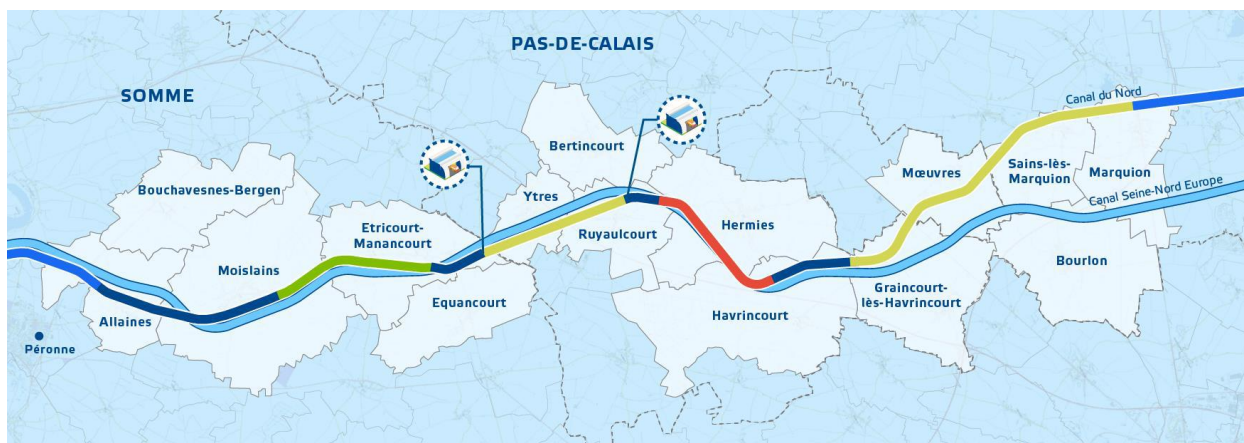 PAS-DE-CALAIS
SOMME
Canal du Nord
Bertincourt
Bouchavesnes-Bergen
Mœuvres
Sains-lès-
Marquion
Marquion
Ytres
Canal Seine-Nord Europe
Etricourt-
Manancourt
Ruyaulcourt
Hermies
Moislains
Bourlon
Equancourt
Graincourt-
lès-Havrincourt
Allaines
Havrincourt
Péronne